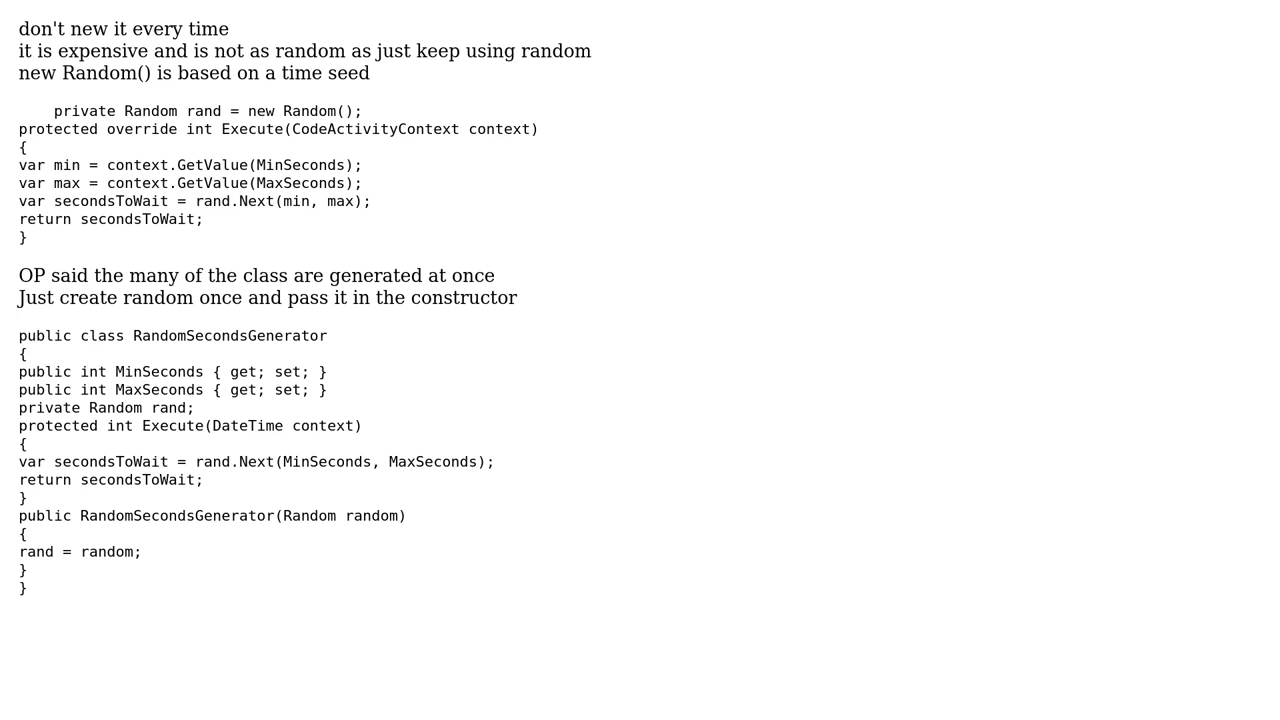 don't new it every time
it is expensive and is not as random as just keep using random
new Random() is based on a time seed
    private Random rand = new Random();
protected override int Execute(CodeActivityContext context)
{
var min = context.GetValue(MinSeconds);
var max = context.GetValue(MaxSeconds);
var secondsToWait = rand.Next(min, max);
return secondsToWait;
}
OP said the many of the class are generated at once
Just create random once and pass it in the constructor
public class RandomSecondsGenerator
{
public int MinSeconds { get; set; }
public int MaxSeconds { get; set; }
private Random rand;
protected int Execute(DateTime context)
{
var secondsToWait = rand.Next(MinSeconds, MaxSeconds);
return secondsToWait;
}
public RandomSecondsGenerator(Random random)
{
rand = random;
}
}